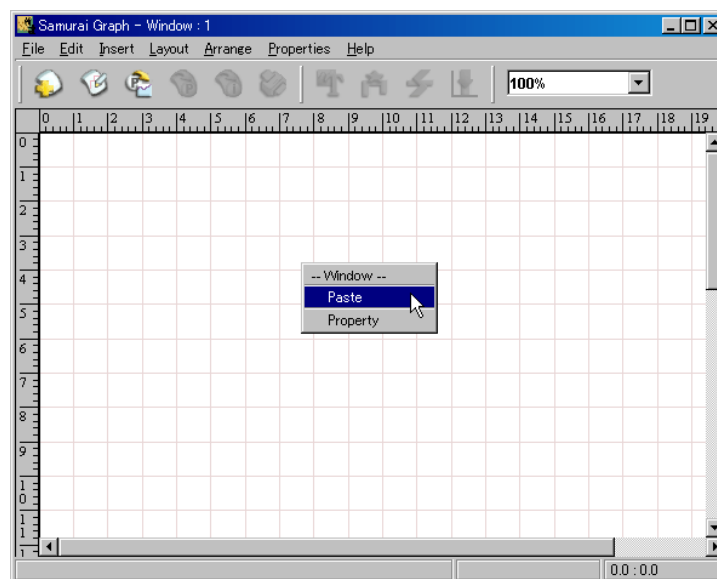 Samurai Graph - Window : 1
File Edit Insert Layout Arrange Properties Help
100%
0 1 2 3 4 5 6 7 8 9 10 11 12 13 14 15 16 17 18 19
0
1
2
3
4
5
6
7
8
9
10
11
1
-- Window --
Paste
Property
0.0 : 0.0